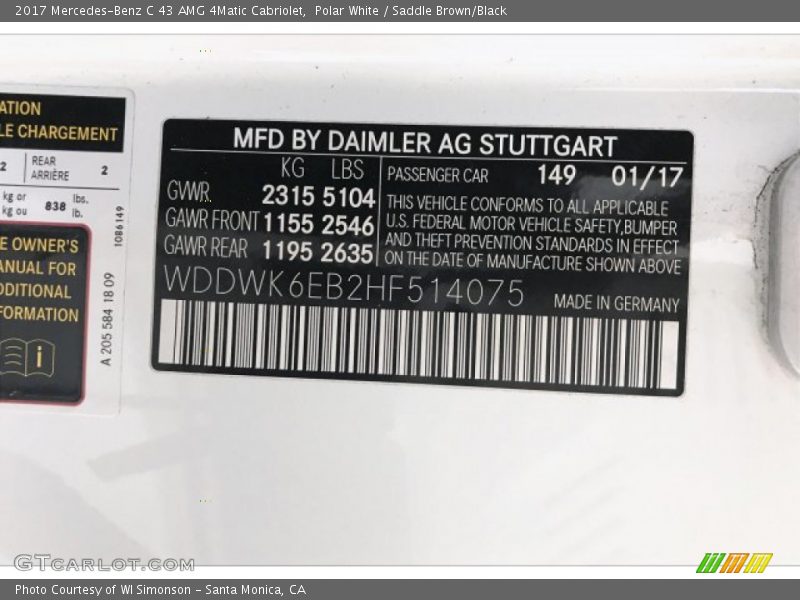 2017 Mercedes-Benz C 43 AMG 4Matic Cabriolet,  Polar White / Saddle Brown/Black
ATION
LE CHARGEMENT
2 REAR ARRIÈRE 2
kg or kg ou 838 lbs. lb.
E OWNER'S
ANUAL FOR
DDITIONAL
FORMATION
1086149
A 205 584 18 09
MFD BY DAIMLER AG STUTTGART
KG LBS
GWR 2315 5104
GAWR FRONT 1155 2546
GAWR REAR 1195 2635
PASSENGER CAR 149 01/17
THIS VEHICLE CONFORMS TO ALL APPLICABLE
U.S. FEDERAL MOTOR VEHICLE SAFETY,BUMPER
AND THEFT PREVENTION STANDARDS IN EFFECT
ON THE DATE OF MANUFACTURE SHOWN ABOVE
WDDWK6EB2HF514075 MADE IN GERMANY
GTCARLOT.COM
Photo Courtesy of WI Simonson - Santa Monica, CA